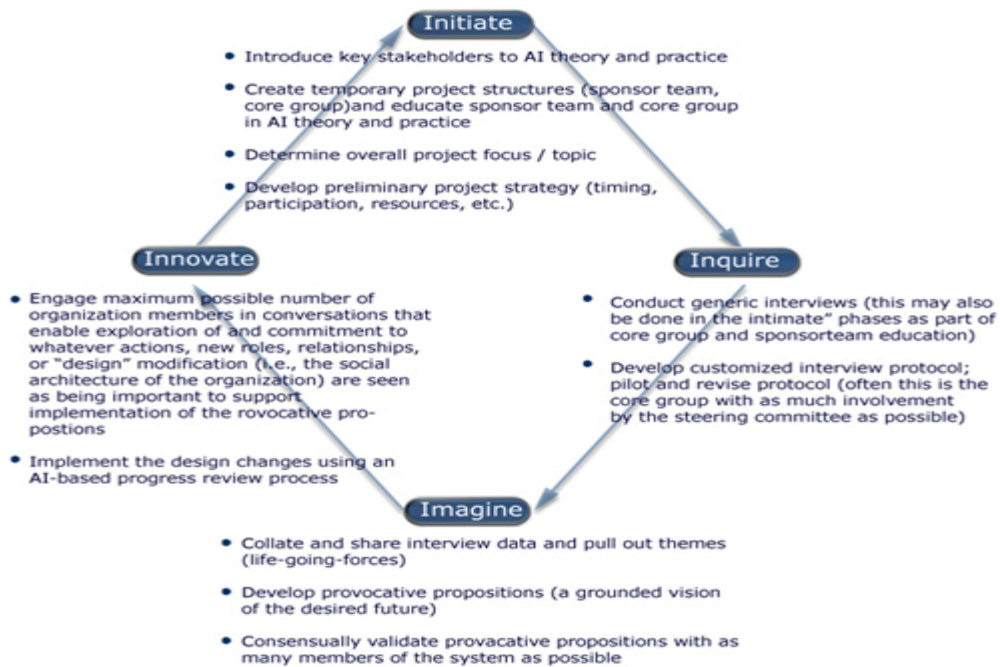 Initiate
• Introduce key stakeholders to AI theory and practice
• Create temporary project structures (sponsor team,
core group)and educate sponsor team and core group
in AI theory and practice
• Determine overall project focus / topic
• Develop preliminary project strategy (timing,
participation, resources, etc.)
Inquire
• Conduct generic interviews (this may also
be done in the intimate” phases as part of
core group and sponsorteam education)
• Develop customized interview protocol;
pilot and revise protocol (often this is the
core group with as much involvement
by the steering committee as possible)
Imagine
• Collate and share interview data and pull out themes
(life-going-forces)
• Develop provocative propositions (a grounded vision
of the desired future)
• Consensually validate provacative propositions with as
many members of the system as possible
Innovate
• Engage maximum possible number of
organization members in conversations that
enable exploration of and commitment to
whatever actions, new roles, relationships,
or “design” modification (i.e., the social
architecture of the organization) are seen
as being important to support
implementation of the rovocative pro-
postions
• Implement the design changes using an
AI-based progress review process